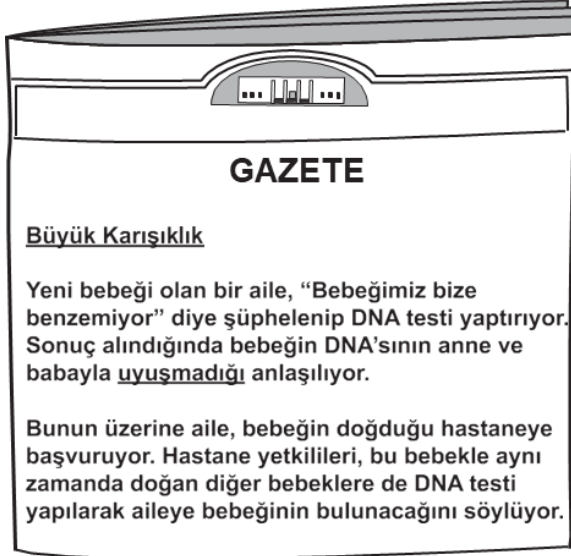 GAZETE
Büyük Karışıklık
Yeni bebeği olan bir aile, “Bebeğimiz bize
benzemiyor” diye şüphelenip DNA testi yaptırıyor.
Sonuç alındığında bebeğin DNA’sının anne ve
babayla uyuşmadığı anlaşılıyor.
Bunun üzerine aile, bebeğin doğduğu hastaneye
başvuruyor. Hastane yetkilileri, bu bebekle aynı
zamanda doğan diğer bebeklere de DNA testi
yapılarak aileye bebeğinin bulunacağını söylüyor.